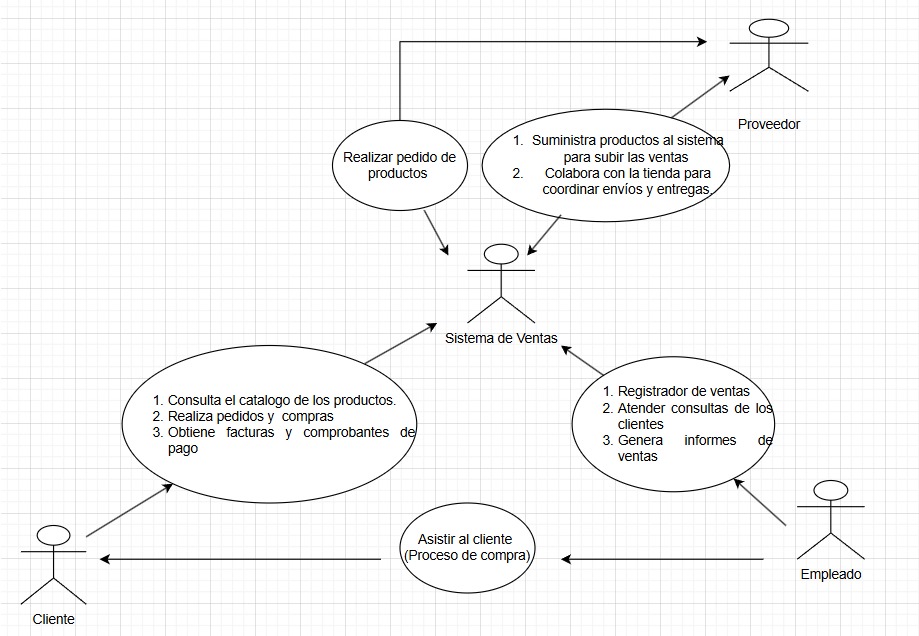 Proveedor
Realizar pedido de
productos
1. Suministra productos al sistema
para subir las ventas
2. Colabora con la tienda para
coordinar envíos y entregas.
Sistema de Ventas
1. Consulta el catalogo de los productos.
2. Realiza pedidos y compras
3. Obtiene facturas y comprobantes de
pago
1. Registrador de ventas
2. Atender consultas de los
clientes
3. Genera informes de
ventas
Asistir al cliente
(Proceso de compra)
Empleado
Cliente